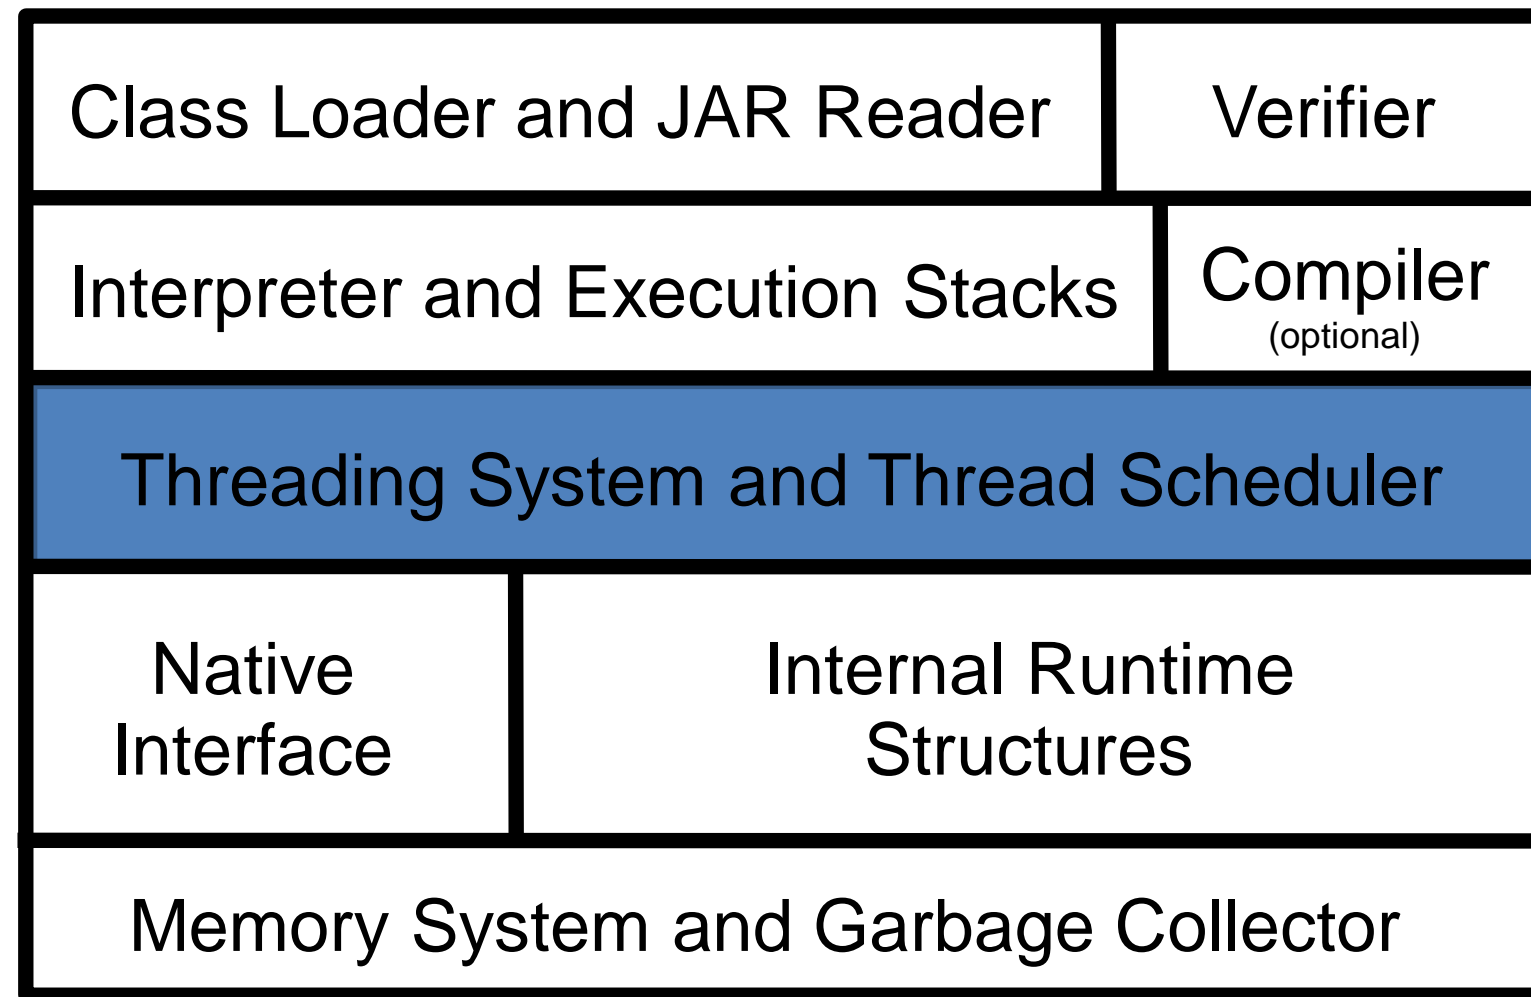 Class Loader and JAR Reader
Verifier
Interpreter and Execution Stacks
Compiler
(optional)
Threading System and Thread Scheduler
Native
Interface
Internal Runtime
Structures
Memory System and Garbage Collector